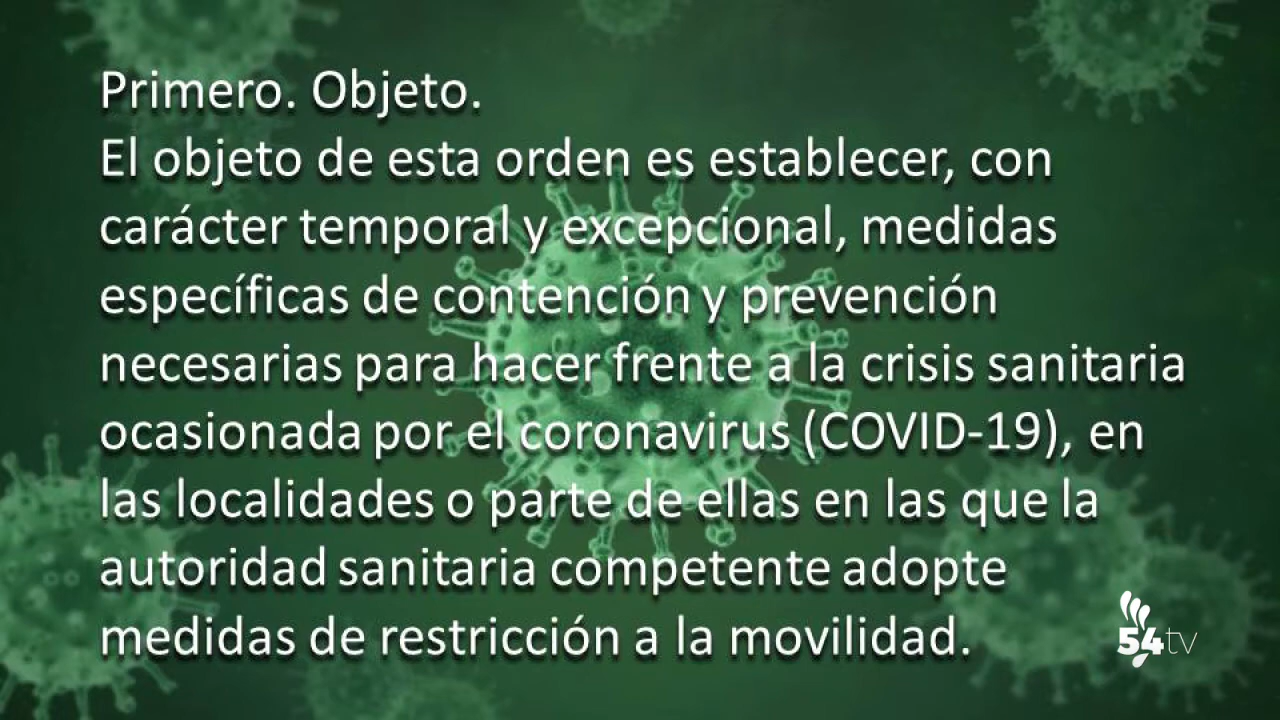 Primero. Objeto.
El objeto de esta orden es establecer, con
carácter temporal y excepcional, medidas
específicas de contención y prevención
necesarias para hacer frente a la crisis sanitaria
ocasionada por el coronavirus (COVID-19), en
las localidades o parte de ellas en las que la
autoridad sanitaria competente adopte
medidas de restricción a la movilidad.
54tv